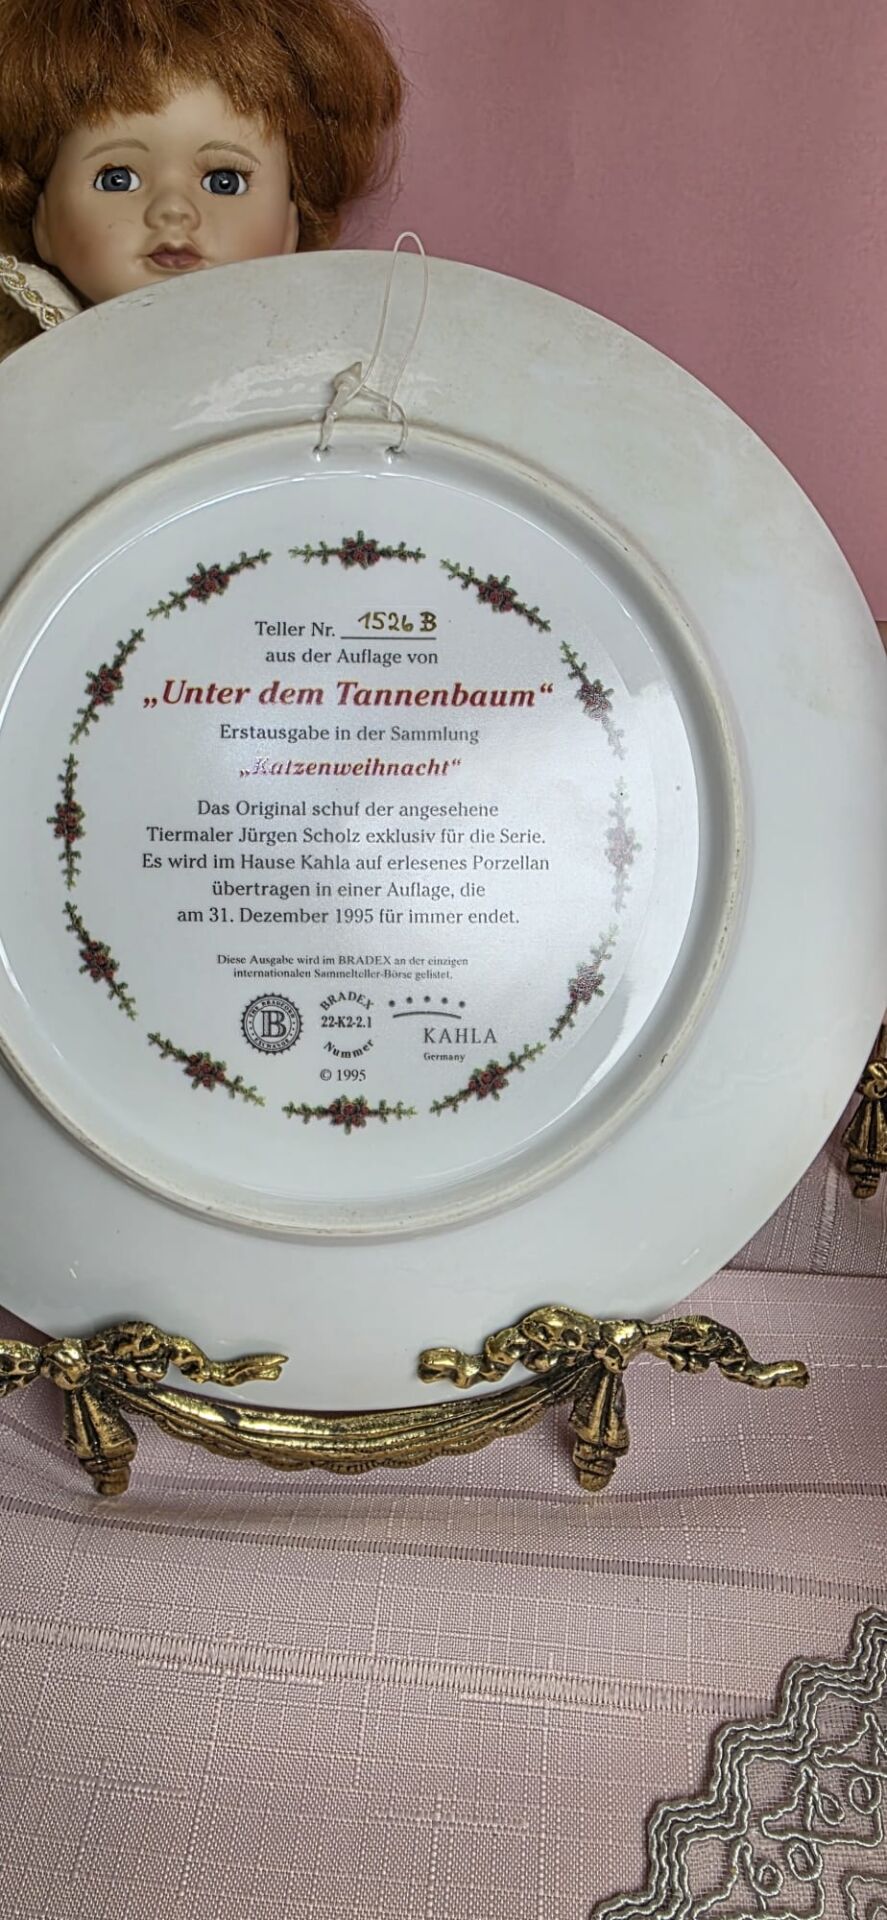 Teller Nr. 1526 B
aus der Auflage von
„Unter dem Tannenbaum“
Erstausgabe in der Sammlung
„Katzenweihnacht“
Das Original schuf der angesehene
Tiermaler Jürgen Scholz exklusiv für die Serie.
Es wird im Hause Kahla auf erlesenes Porzellan
übertragen in einer Auflage, die
am 31. Dezember 1995 für immer endet.
Diese Ausgabe wird im BRADEX an der einzigen
internationalen Sammelteller-Börse gelistet.
THE BRADFORD EXCHANGE
B
BRADEX
22-K2-2.1
Nummer
© 1995
KAHLA
Germany